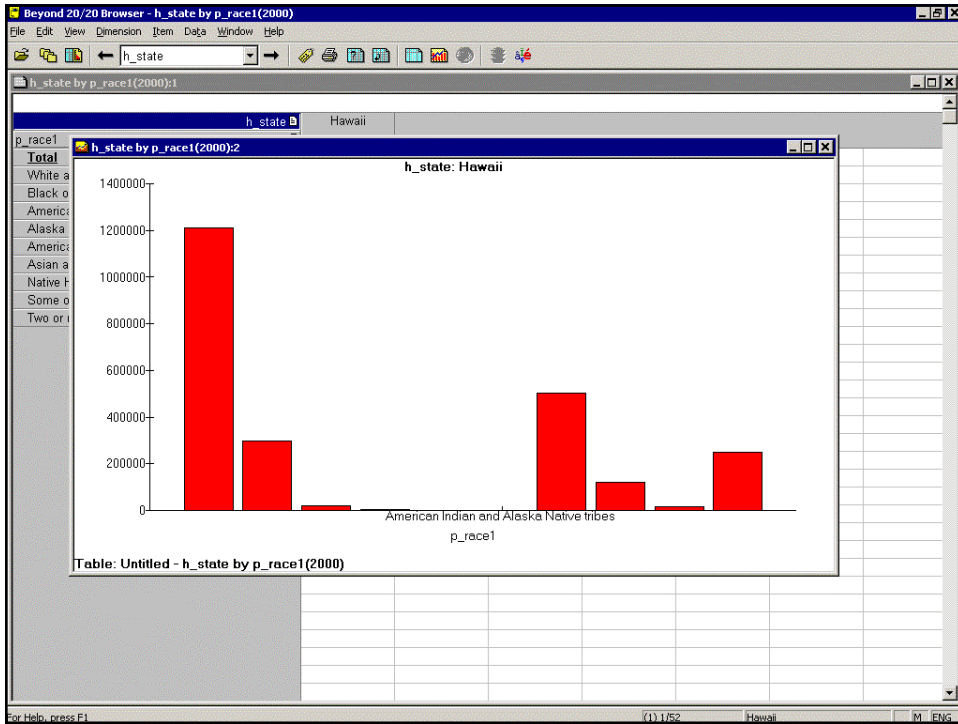 Beyond 20/20 Browser - h_state by p_race1(2000)
File Edit View Dimension Item Data Window Help
h_state
h_state by p_race1(2000):1
h_state Hawaii
p_race1
Total
White a
Black o
America
Alaska
America
Asian a
Native H
Some o
Two or
h_state by p_race1(2000):2
h_state: Hawaii
1400000
1200000
1000000
800000
600000
400000
200000
0
American Indian and Alaska Native tribes
p_race1
Table: Untitled - h_state by p_race1(2000)
For Help, press F1 (1) 1/52 Hawaii M ENG